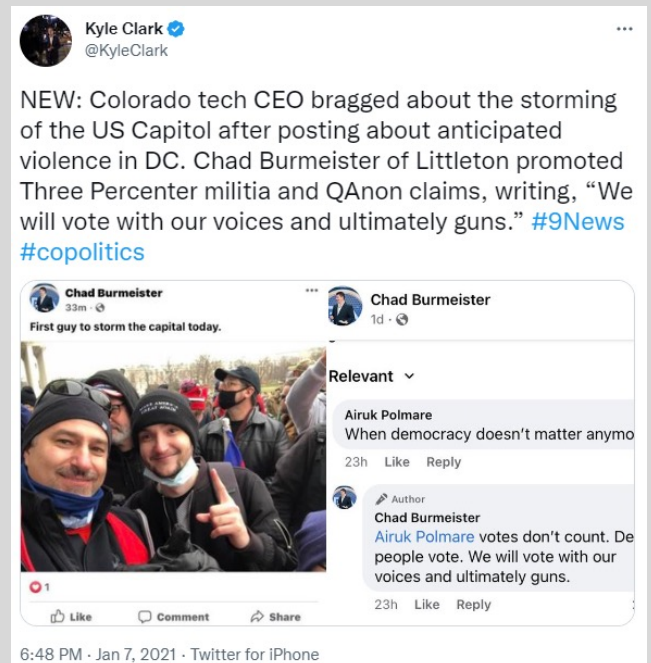 Kyle Clark
@KyleClark
NEW: Colorado tech CEO bragged about the storming
of the US Capitol after posting about anticipated
violence in DC. Chad Burmeister of Littleton promoted
Three Percenter militia and QAnon claims, writing, “We
will vote with our voices and ultimately guns.” #9News
#copolitics
Chad Burmeister
33m ·
First guy to storm the capital today.
1
Like Comment Share
Chad Burmeister
1d ·
Relevant
Airuk Polmare
When democracy doesn't matter anymo
23h Like Reply
Author
Chad Burmeister
Airuk Polmare votes don't count. De
people vote. We will vote with our
voices and ultimately guns.
23h Like Reply
6:48 PM · Jan 7, 2021 · Twitter for iPhone